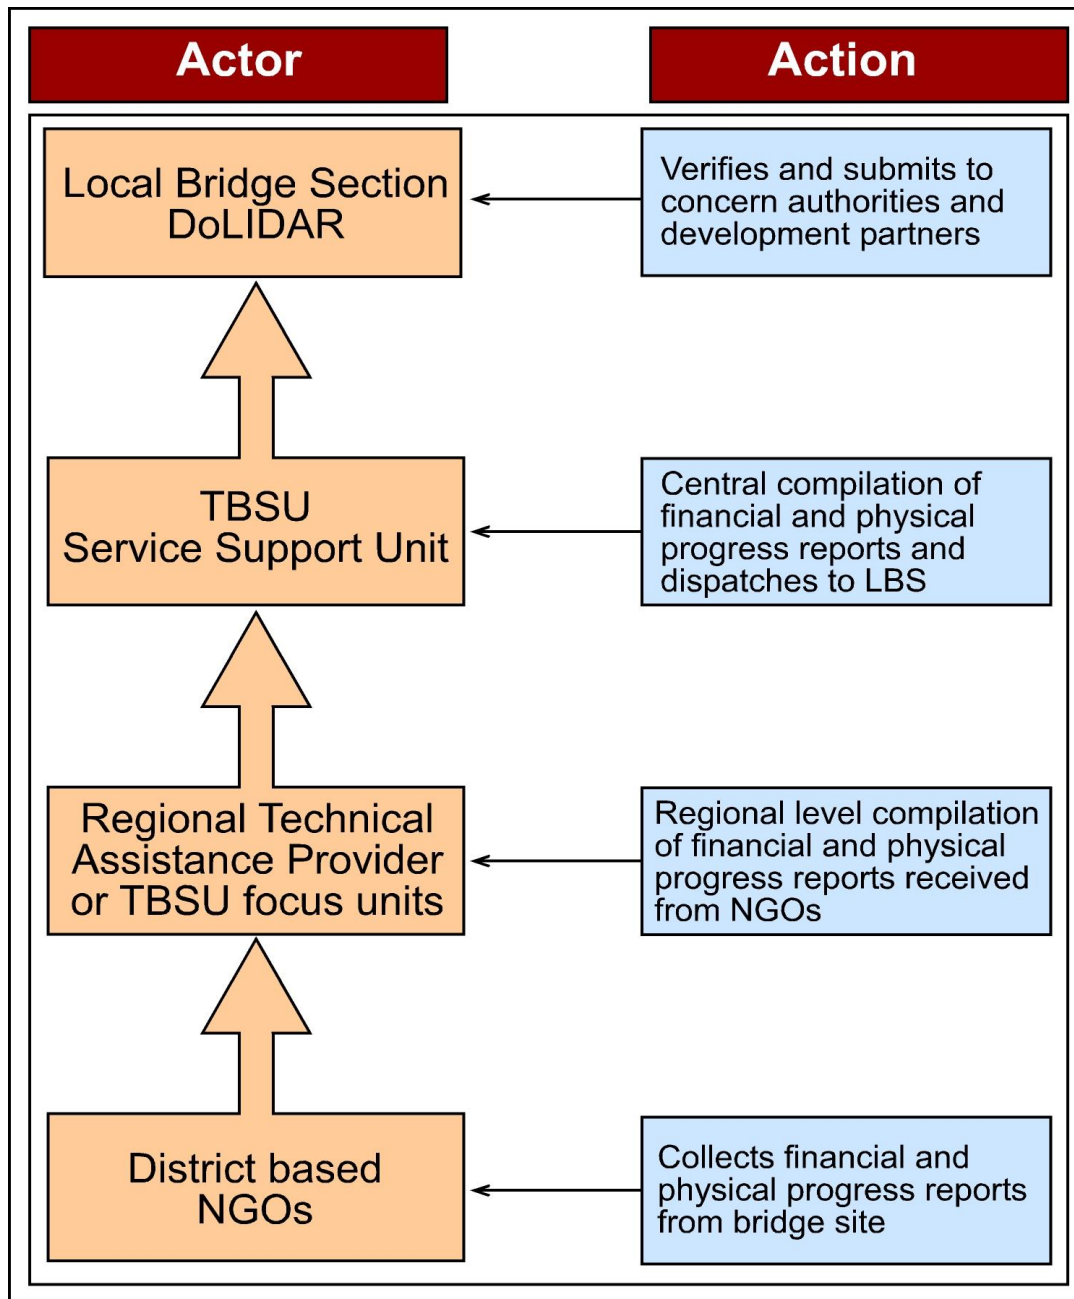 Actor
Action
Local Bridge Section
DoLIDAR
Verifies and submits to
concern authorities and
development partners
TBSU
Service Support Unit
Central compilation of
financial and physical
progress reports and
dispatches to LBS
Regional Technical
Assistance Provider
or TBSU focus units
Regional level compilation
of financial and physical
progress reports received
from NGOs
District based
NGOs
Collects financial and
physical progress reports
from bridge site